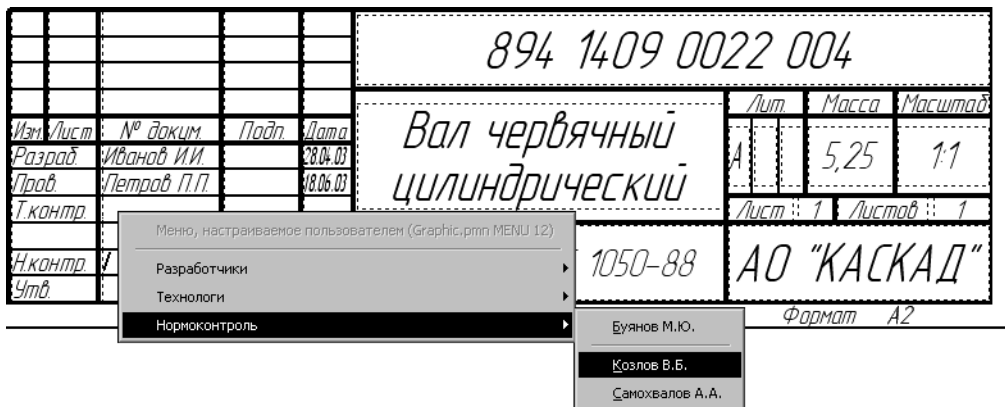 894 1409 0022 004
Лит. Масса Масштаб
Изм. Лист № докум. Подп. Дата
Вал червячный
цилиндрический
Разраб. Иванов И.И. 28.04.03
А 5,25 1:1
Пров. Петров П.П. 18.06.03
Т.контр.
Лист 1 Листов 1
Меню, настраиваемое пользователем (Graphic.pmn MENU 12)
Н.контр.
1050-88
АО "КАСКАД"
Разработчики
Технологи
Утв.
Нормоконтроль
Формат А2
Буянов М.Ю.
Козлов В.Б.
Самохвалов А.А.